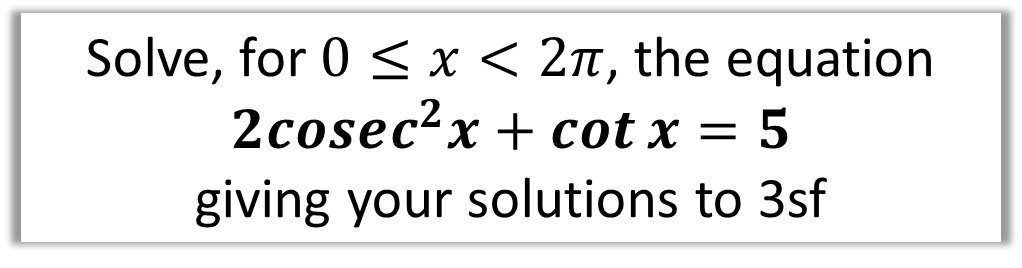 Solve, for 0 ≤ x < 2π, the equation
2cosec²x + cot x = 5
giving your solutions to 3sf